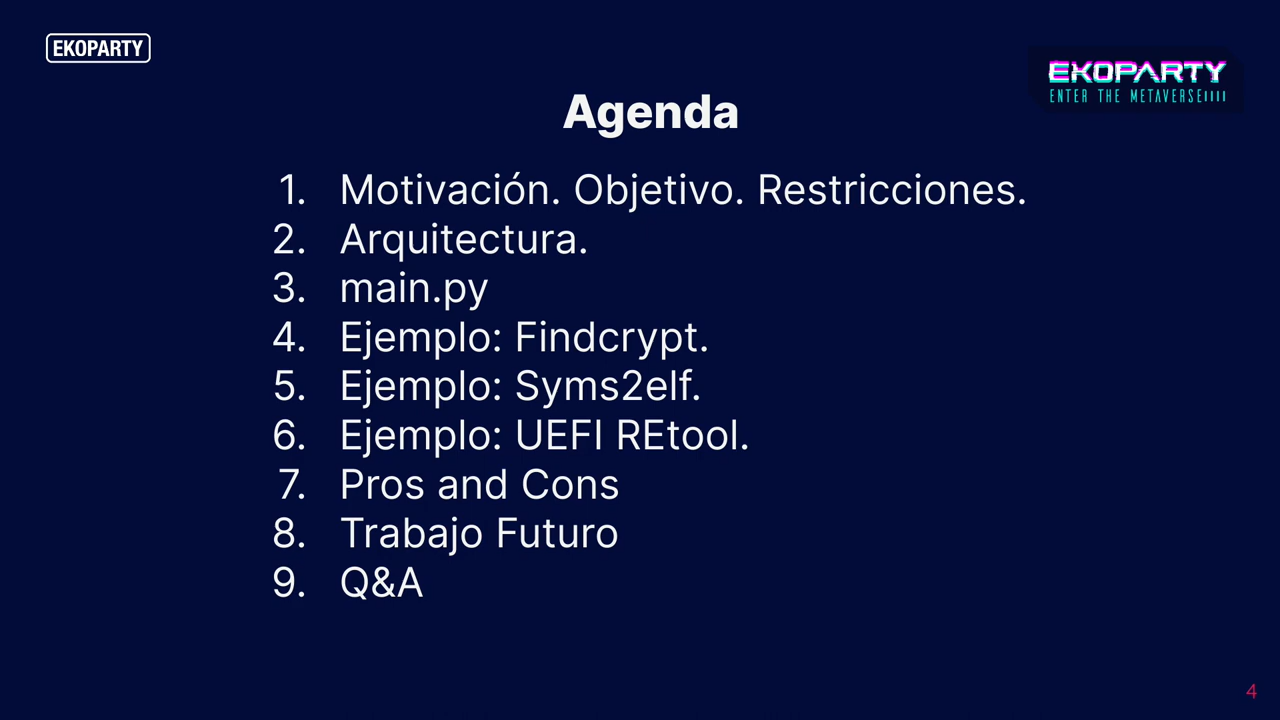 EKOPARTY
EKOPARTY
ENTER THE METAVERSE
Agenda
1. Motivación. Objetivo. Restricciones.
2. Arquitectura.
3. main.py
4. Ejemplo: Findcrypt.
5. Ejemplo: Syms2elf.
6. Ejemplo: UEFI REtool.
7. Pros and Cons
8. Trabajo Futuro
9. Q&A
4